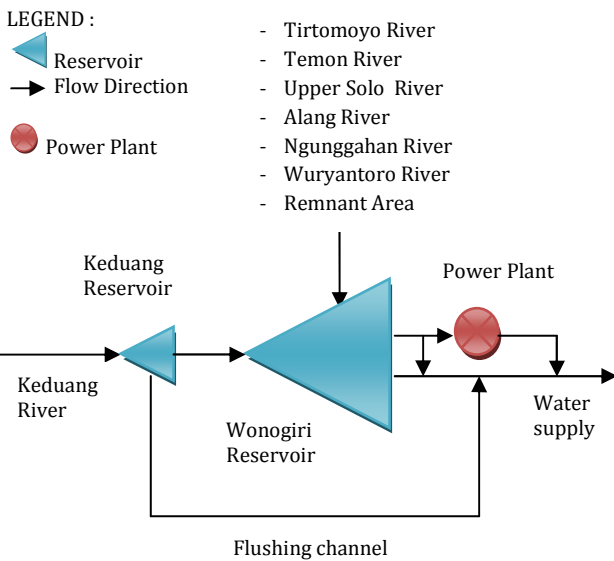 LEGEND :
Reservoir
Flow Direction
Power Plant
- Tirtomoyo River
- Temon River
- Upper Solo River
- Alang River
- Ngunggahan River
- Wuryantoro River
- Remnant Area
Keduang
Reservoir
Power Plant
Keduang
River
Wonogiri
Reservoir
Water
supply
Flushing channel